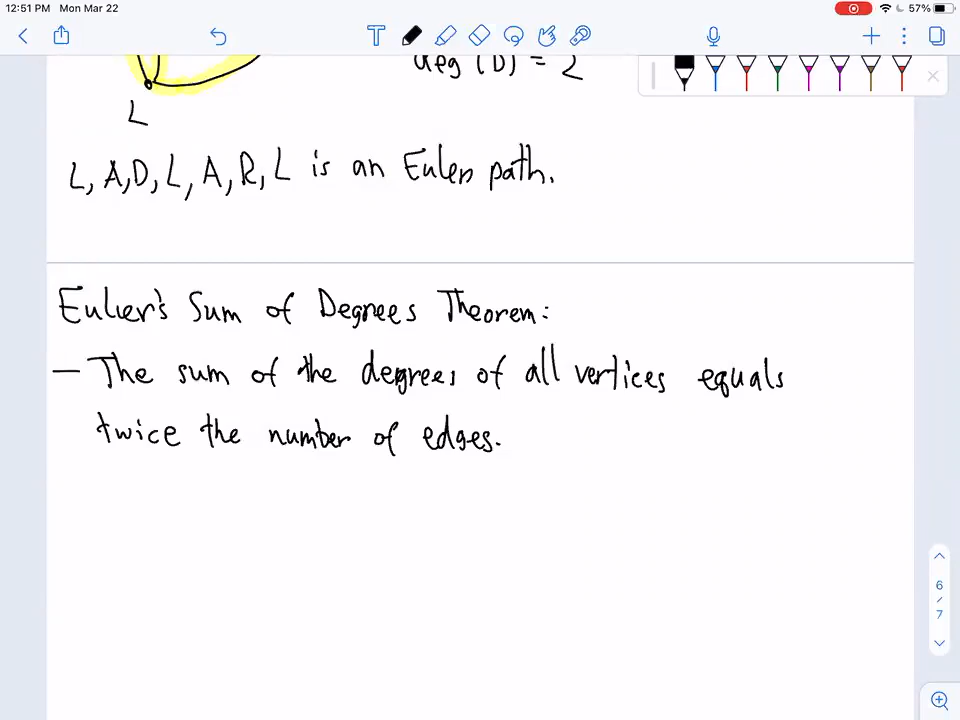 12:51 PM Mon Mar 22
57%
deg (D) = 2
L
L, A, D, L, A, R, L is an Euler path.
Euler's Sum of Degrees Theorem:
— The sum of the degrees of all vertices equals
twice the number of edges.
6
/
7